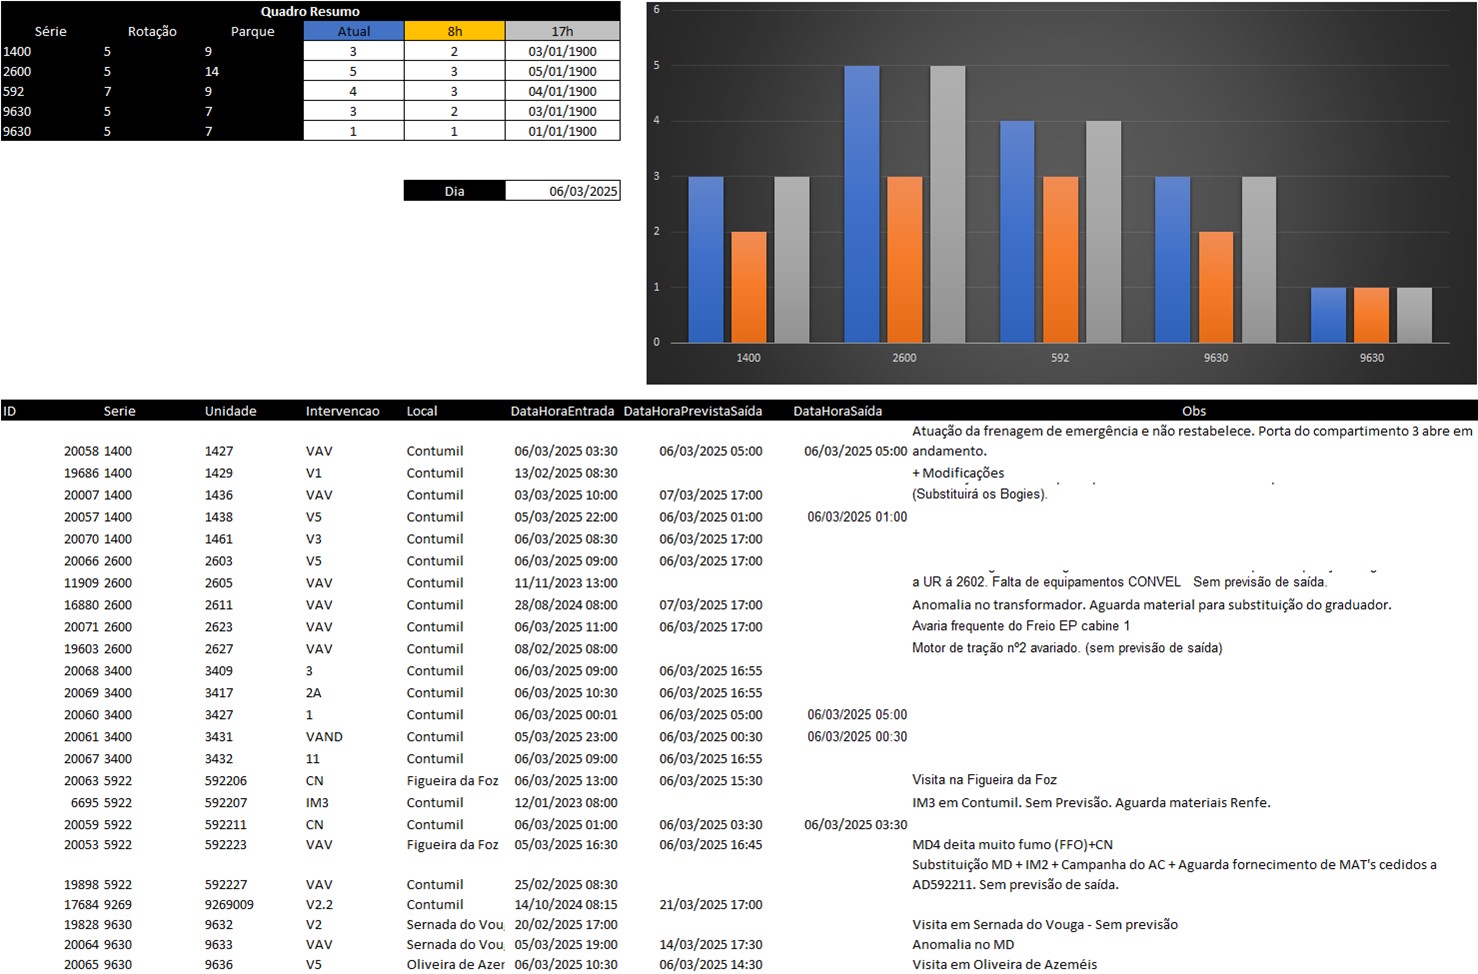 Quadro Resumo
Série Rotação Parque Atual 8h 17h
1400 5 9 3 2 03/01/1900
2600 5 14 5 3 05/01/1900
592 7 9 4 3 04/01/1900
9630 5 7 3 2 03/01/1900
9630 5 7 1 1 01/01/1900
Dia 06/03/2025
6
5
4
3
2
1
0
1400 2600 592 9630 9630
ID Serie Unidade Intervencao Local DataHoraEntrada DataHoraPrevistaSaída DataHoraSaída Obs
Atuação da frenagem de emergência e não restabelece. Porta do compartimento 3 abre em
20058 1400 1427 VAV Contumil 06/03/2025 03:30 06/03/2025 05:00 06/03/2025 05:00 andamento.
19686 1400 1429 V1 Contumil 13/02/2025 08:30 + Modificações
20007 1400 1436 VAV Contumil 03/03/2025 10:00 07/03/2025 17:00 (Substituirá os Bogies).
20057 1400 1438 V5 Contumil 05/03/2025 22:00 06/03/2025 01:00 06/03/2025 01:00
20070 1400 1461 V3 Contumil 06/03/2025 08:30 06/03/2025 17:00
20066 2600 2603 V5 Contumil 06/03/2025 09:00 06/03/2025 17:00
11909 2600 2605 VAV Contumil 11/11/2023 13:00 a UR á 2602. Falta de equipamentos CONVEL Sem previsão de saída.
16880 2600 2611 VAV Contumil 28/08/2024 08:00 07/03/2025 17:00 Anomalia no transformador. Aguarda material para substituição do graduador.
20071 2600 2623 VAV Contumil 06/03/2025 11:00 06/03/2025 17:00 Avaria frequente do Freio EP cabine 1
19603 2600 2627 VAV Contumil 08/02/2025 08:00 Motor de tração nº2 avariado. (sem previsão de saída)
20068 3400 3409 3 Contumil 06/03/2025 09:00 06/03/2025 16:55
20069 3400 3417 2A Contumil 06/03/2025 10:30 06/03/2025 16:55
20060 3400 3427 1 Contumil 06/03/2025 00:01 06/03/2025 05:00 06/03/2025 05:00
20061 3400 3431 VAND Contumil 05/03/2025 23:00 06/03/2025 00:30 06/03/2025 00:30
20067 3400 3432 11 Contumil 06/03/2025 09:00 06/03/2025 16:55
20063 5922 592206 CN Figueira da Foz 06/03/2025 13:00 06/03/2025 15:30 Visita na Figueira da Foz
6695 5922 592207 IM3 Contumil 12/01/2023 08:00 IM3 em Contumil. Sem Previsão. Aguarda materiais Renfe.
20059 5922 592211 CN Contumil 06/03/2025 01:00 06/03/2025 03:30 06/03/2025 03:30
20053 5922 592223 VAV Figueira da Foz 05/03/2025 16:30 06/03/2025 16:45 MD4 deita muito fumo (FFO)+CN
Substituição MD + IM2 + Campanha do AC + Aguarda fornecimento de MAT's cedidos a
19898 5922 592227 VAV Contumil 25/02/2025 08:30 AD592211. Sem previsão de saída.
17684 9269 9269009 V2.2 Contumil 14/10/2024 08:15 21/03/2025 17:00
19828 9630 9632 V2 Sernada do Vou 20/02/2025 17:00 Visita em Sernada do Vouga - Sem previsão
20064 9630 9633 VAV Sernada do Vou 05/03/2025 19:00 14/03/2025 17:30 Anomalia no MD
20065 9630 9636 V5 Oliveira de Azer 06/03/2025 10:30 06/03/2025 14:30 Visita em Oliveira de Azeméis